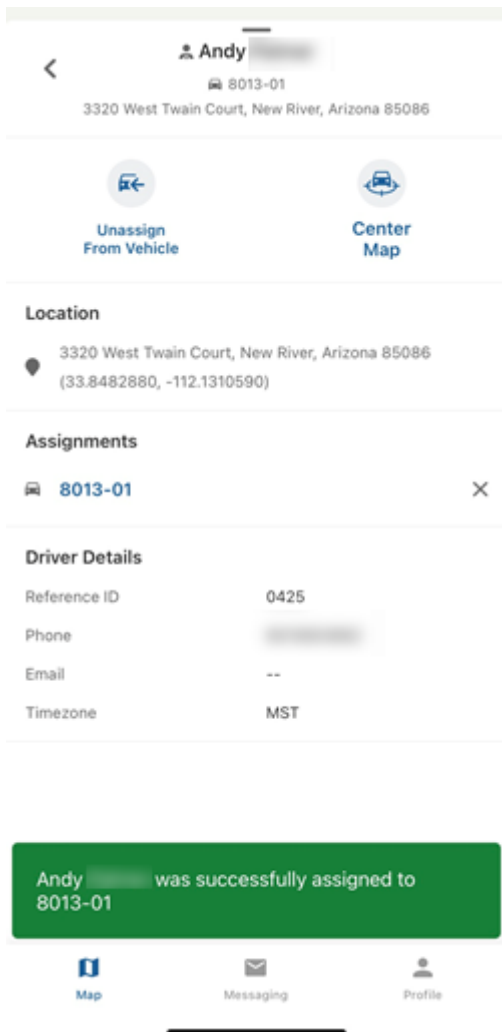 Andy
8013-01
3320 West Twain Court, New River, Arizona 85086
Unassign
From Vehicle
Center
Map
Location
3320 West Twain Court, New River, Arizona 85086
(33.8482880, -112.1310590)
Assignments
8013-01
Driver Details
Reference ID 0425
Phone
Email --
Timezone MST
Andy was successfully assigned to
8013-01
Map Messaging Profile